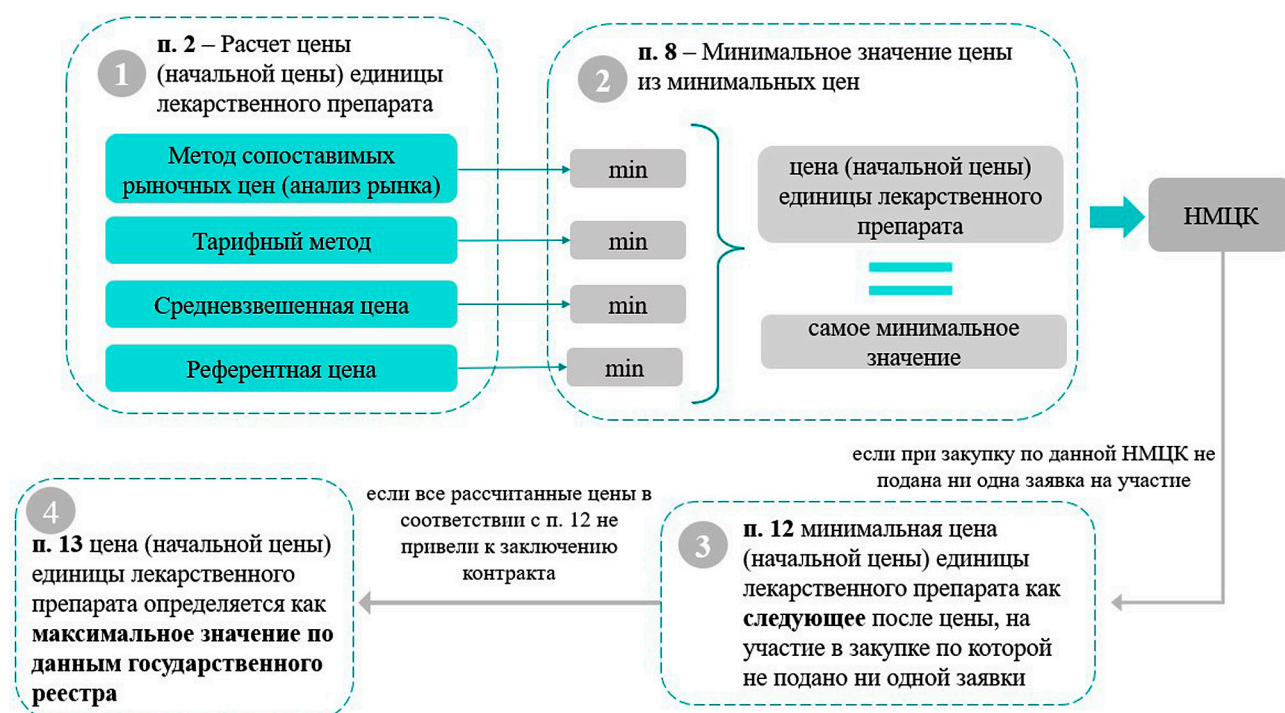 1
п. 2 – Расчет цены
(начальной цены) единицы
лекарственного препарата
Метод сопоставимых
рыночных цен (анализ рынка)
Тарифный метод
Средневзвешенная цена
Референтная цена
2
п. 8 – Минимальное значение цены
из минимальных цен
min
min
min
min
цена (начальной цены)
единицы лекарственного
препарата
самое минимальное
значение
НМЦК
если при закупку по данной НМЦК не
подана ни одна заявка на участие
3
п. 12 минимальная цена
(начальной цены) единицы
лекарственного препарата как
следующее после цены, на
участие в закупке по которой
не подано ни одной заявки
если все рассчитанные цены в
соответствии с п. 12 не
привели к заключению
контракта
4
п. 13 цена (начальной цены)
единицы лекарственного
препарата определяется как
максимальное значение по
данным государственного
реестра